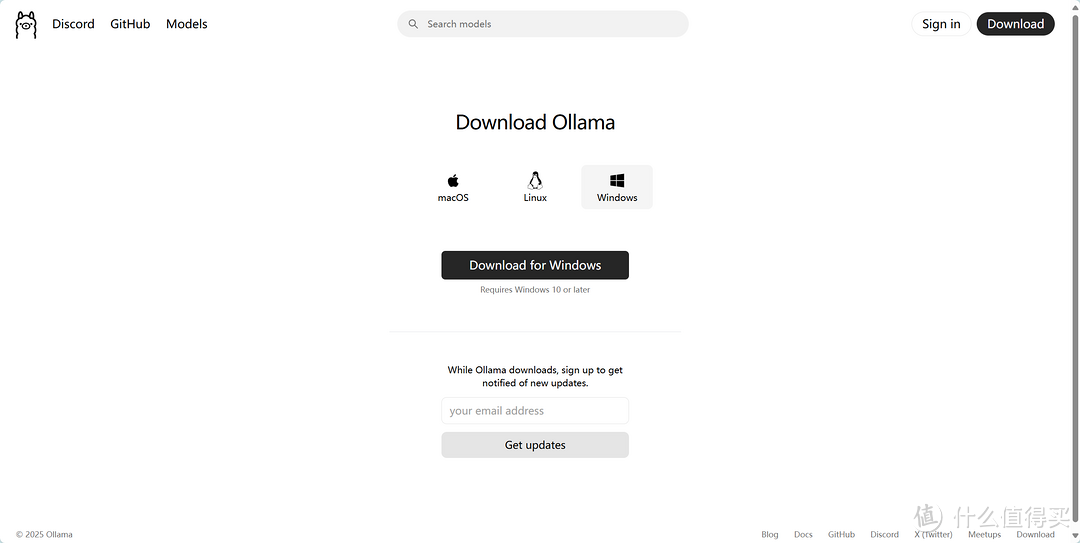 Discord GitHub Models Search models Sign in Download
Download Ollama
macOS Linux Windows
Download for Windows
Requires Windows 10 or later
While Ollama downloads, sign up to get
notified of new updates.
your email address
Get updates
值 什么值得买
© 2025 Ollama Blog Docs GitHub Discord X (Twitter) Meetups Download